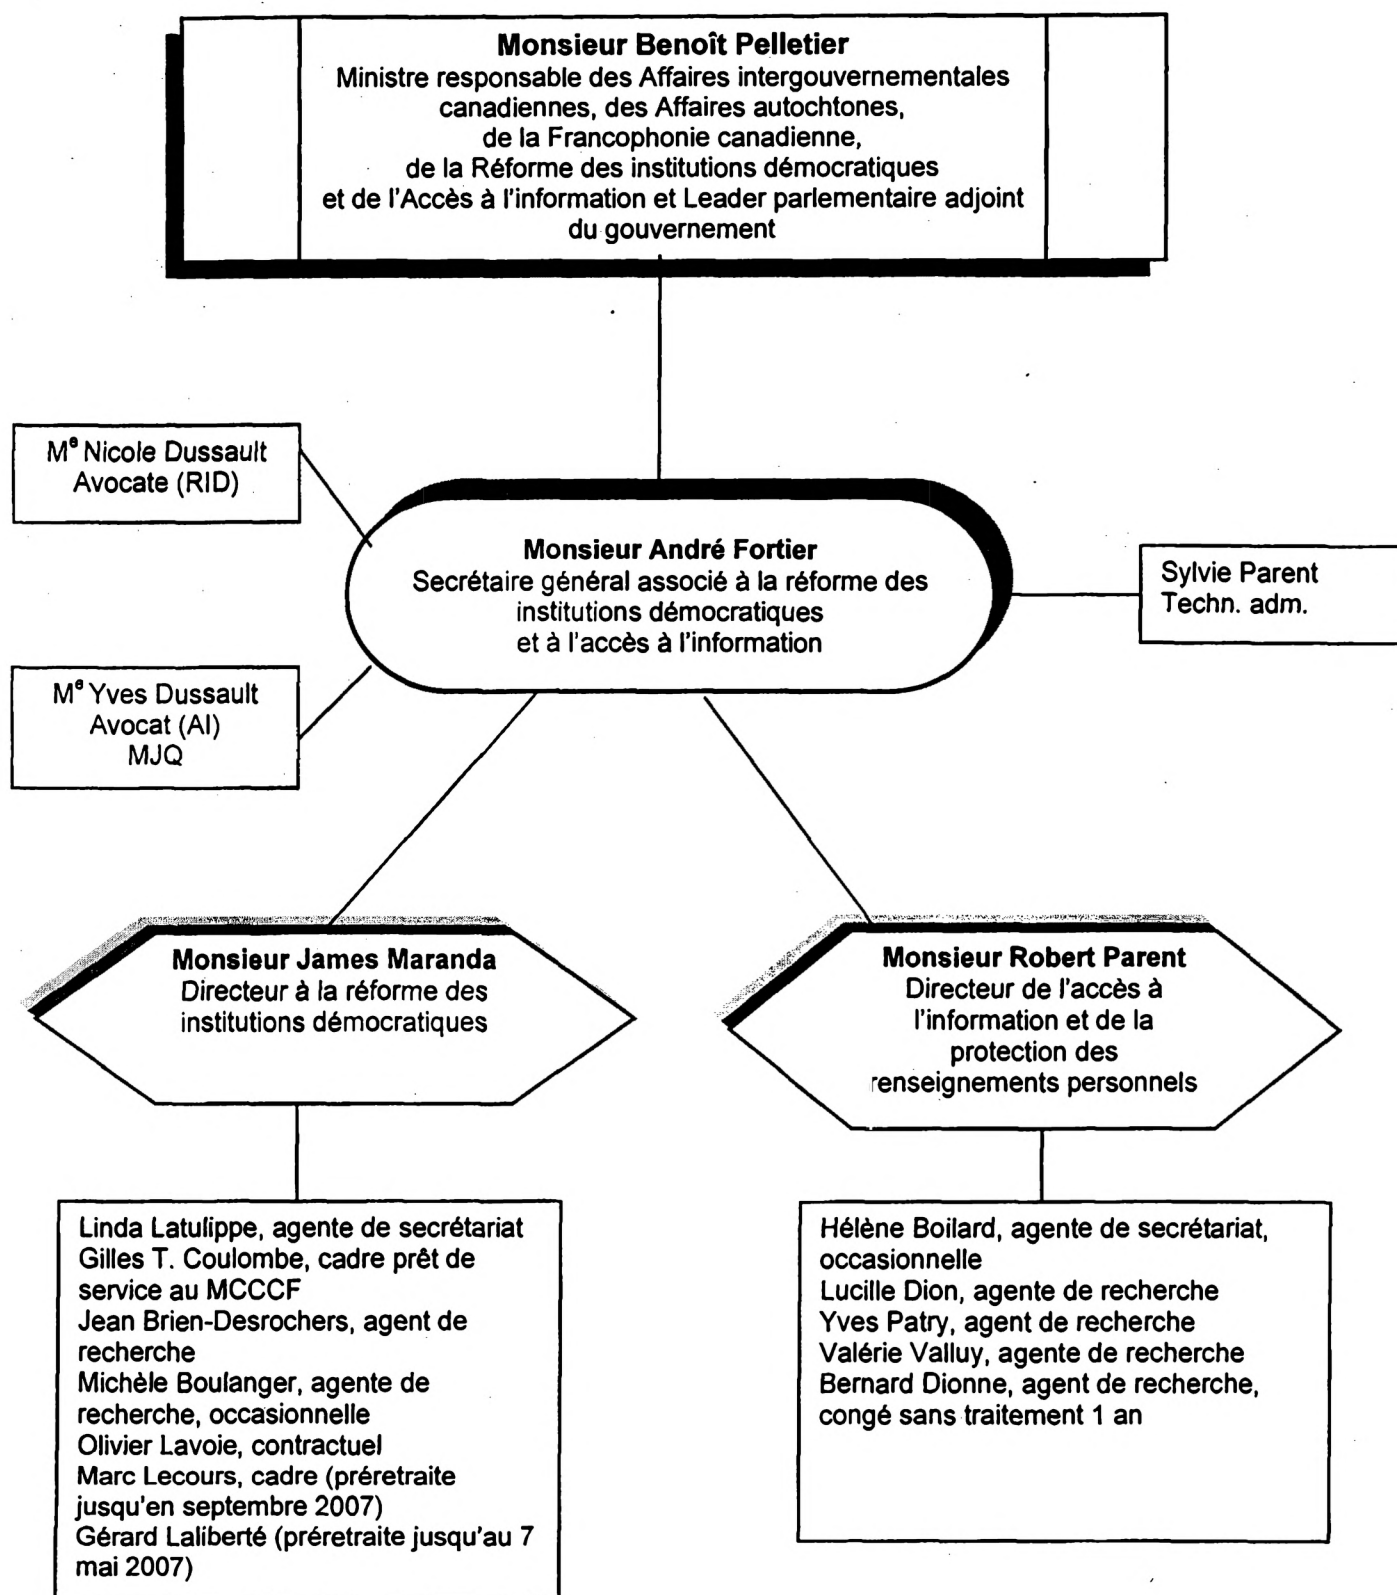 Monsieur Benoît Pelletier
Ministre responsable des Affaires intergouvernementales
canadiennes, des Affaires autochtones,
de la Francophonie canadienne,
de la Réforme des institutions démocratiques
et de l'Accès à l'information et Leader parlementaire adjoint
du gouvernement
Mᵉ Nicole Dussault
Avocate (RID)
Monsieur André Fortier
Secrétaire général associé à la réforme des
institutions démocratiques
et à l'accès à l'information
Sylvie Parent
Techn. adm.
Mᵉ Yves Dussault
Avocat (AI)
MJQ
Monsieur James Maranda
Directeur à la réforme des
institutions démocratiques
Monsieur Robert Parent
Directeur de l'accès à
l'information et de la
protection des
renseignements personnels
Linda Latulippe, agente de secrétariat
Gilles T. Coulombe, cadre prêt de
service au MCCCF
Jean Brien-Desrochers, agent de
recherche
Michèle Boulanger, agente de
recherche, occasionnelle
Olivier Lavoie, contractuel
Marc Lecours, cadre (préretraite
jusqu'en septembre 2007)
Gérard Laliberté (préretraite jusqu'au 7
mai 2007)
Hélène Boilard, agente de secrétariat,
occasionnelle
Lucille Dion, agente de recherche
Yves Patry, agent de recherche
Valérie Valluy, agente de recherche
Bernard Dionne, agent de recherche,
congé sans traitement 1 an